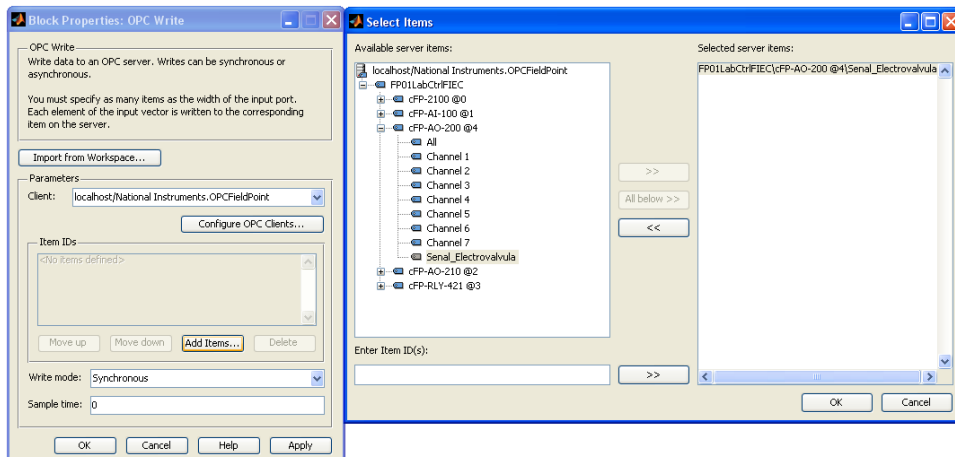 Block Properties: OPC Write
OPC Write
Write data to an OPC server. Writes can be synchronous or
asynchronous.
You must specify as many items as the width of the input port.
Each element of the input vector is written to the corresponding
item on the server.
Import from Workspace...
Parameters
Client: localhost/National Instruments.OPCFieldPoint
Configure OPC Clients...
Item IDs
<No items defined>
Move up Move down Add Items... Delete
Write mode: Synchronous
Sample time: 0
OK Cancel Help Apply
Select Items
Available server items:
localhost/National Instruments.OPCFieldPoint
FP01LabCtrlFIEC
cFP-2100 @0
cFP-AI-100 @1
cFP-AO-200 @4
All
Channel 1
Channel 2
Channel 3
Channel 4
Channel 5
Channel 6
Channel 7
Senal_Electrovalvula
cFP-AO-210 @2
cFP-RLY-421 @3
Enter Item ID(s):
>>
All below >>
<<
>>
Selected server items:
FP01LabCtrlFIEC\cFP-AO-200 @4\Senal_Electrovalvula
OK Cancel